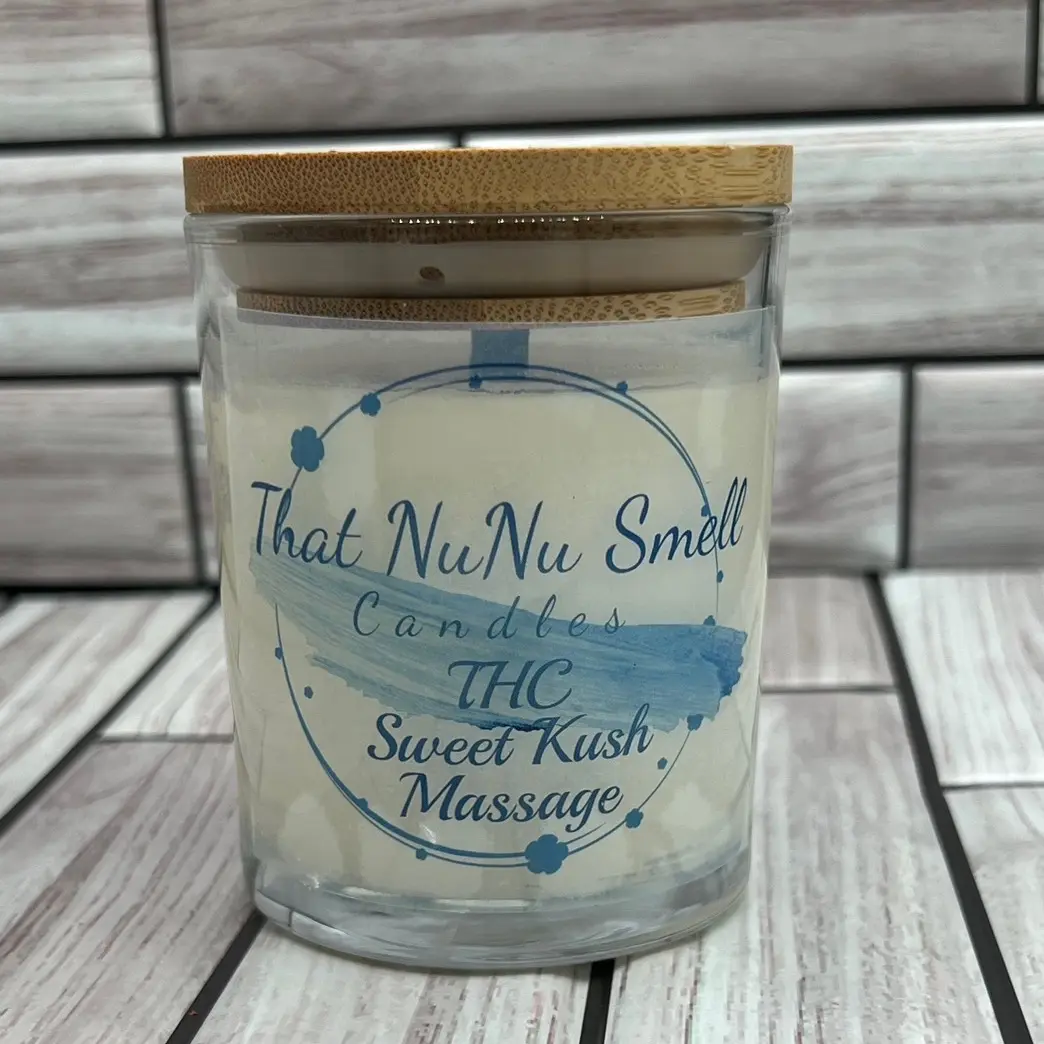 That NuNu Smell
Candles
THC
Sweet Kush
Massage